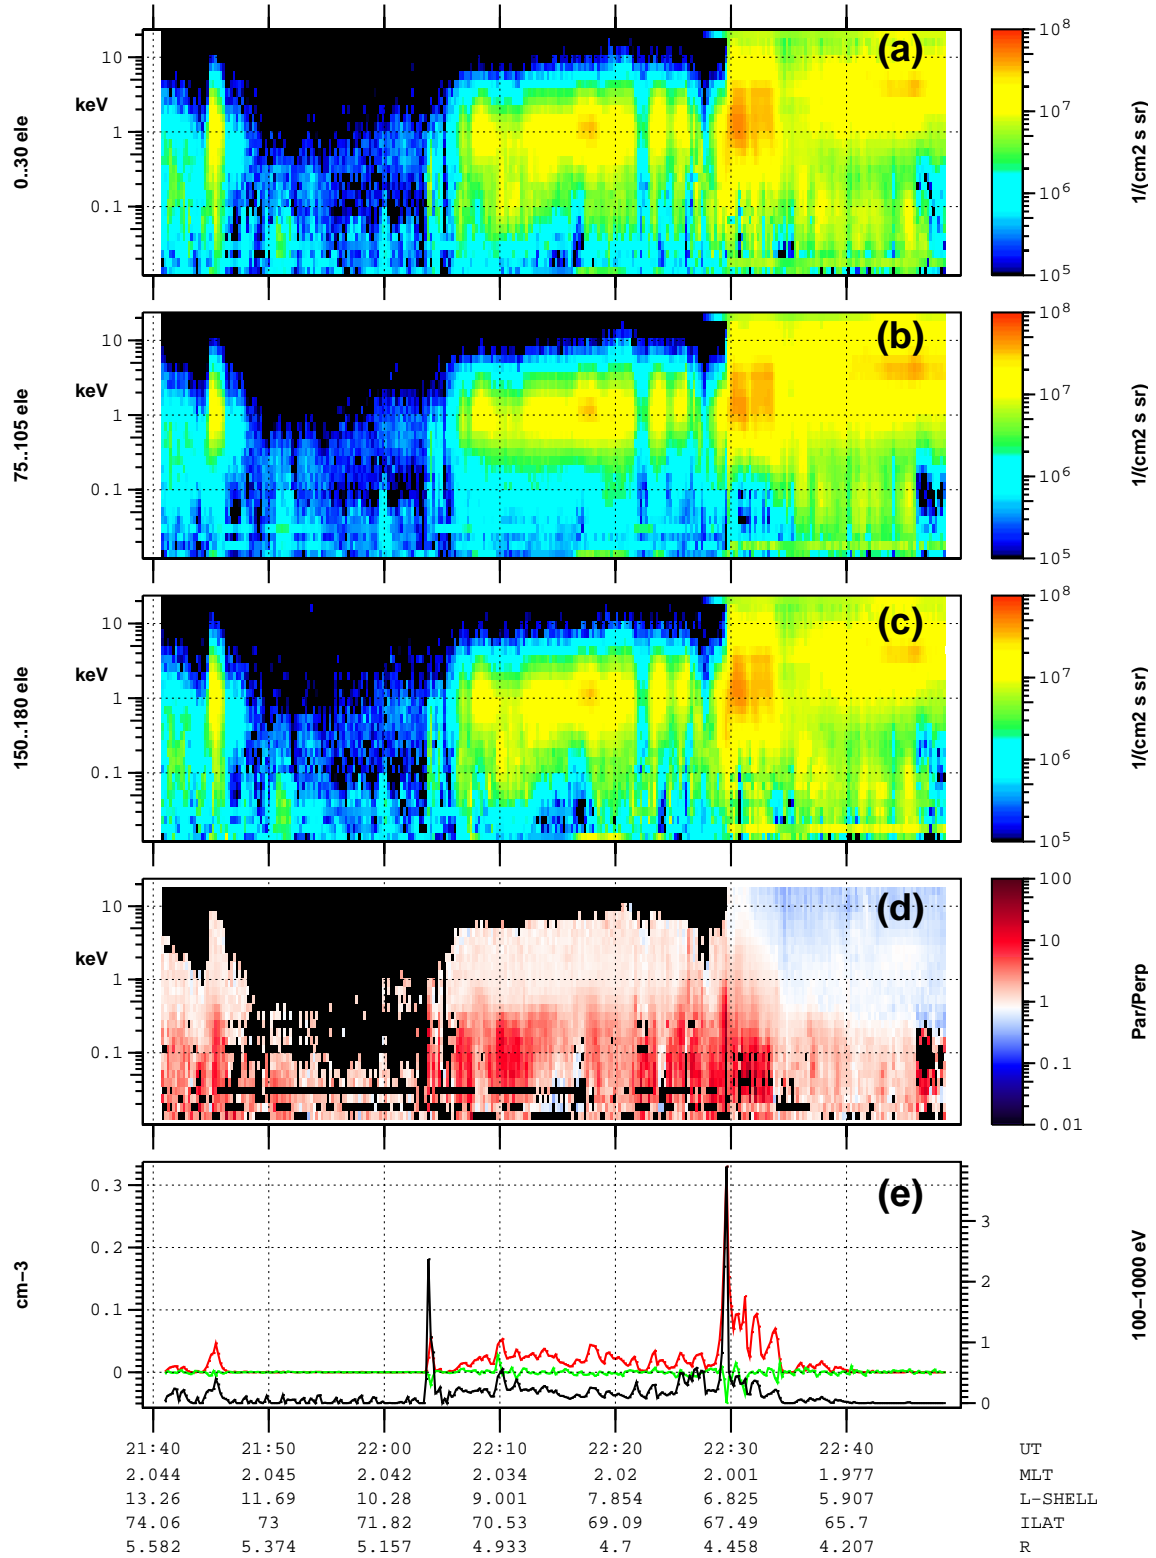 (a)
10
keV
1
0.1
0..30 ele
10^8
10^7
10^6
10^5
1/(cm2 s sr)
(b)
10
keV
1
0.1
75..105 ele
10^8
10^7
10^6
10^5
1/(cm2 s sr)
(c)
10
keV
1
0.1
150..180 ele
10^8
10^7
10^6
10^5
1/(cm2 s sr)
(d)
10
keV
1
0.1
100
10
1
0.1
0.01
Par/Perp
(e)
0.3
0.2
0.1
0
cm-3
3
2
1
0
100-1000 eV
21:40 21:50 22:00 22:10 22:20 22:30 22:40 UT
2.044 2.045 2.042 2.034 2.02 2.001 1.977 MLT
13.26 11.69 10.28 9.001 7.854 6.825 5.907 L-SHELL
74.06 73 71.82 70.53 69.09 67.49 65.7 ILAT
5.582 5.374 5.157 4.933 4.7 4.458 4.207 R